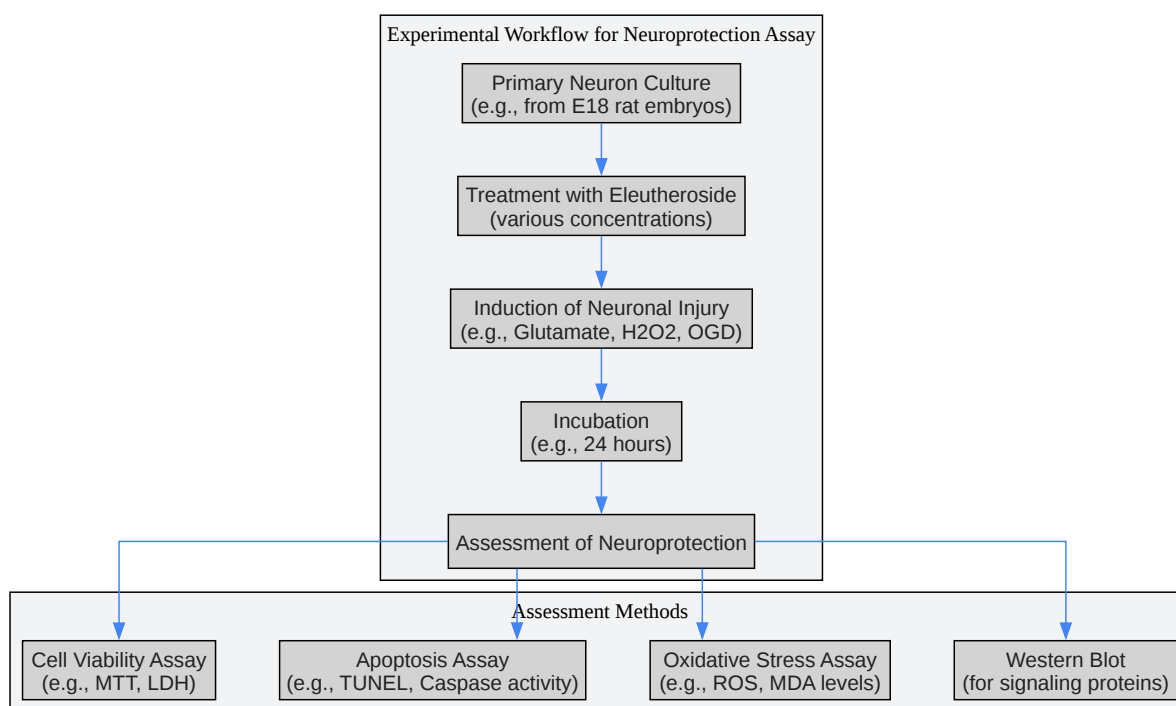 Experimental Workflow for Neuroprotection Assay
Primary Neuron Culture
(e.g., from E18 rat embryos)
Treatment with Eleutheroside
(various concentrations)
Induction of Neuronal Injury
(e.g., Glutamate, H2O2, OGD)
Incubation
(e.g., 24 hours)
Assessment of Neuroprotection
Assessment Methods
Cell Viability Assay
(e.g., MTT, LDH)
Apoptosis Assay
(e.g., TUNEL, Caspase activity)
Oxidative Stress Assay
(e.g., ROS, MDA levels)
Western Blot
(for signaling proteins)